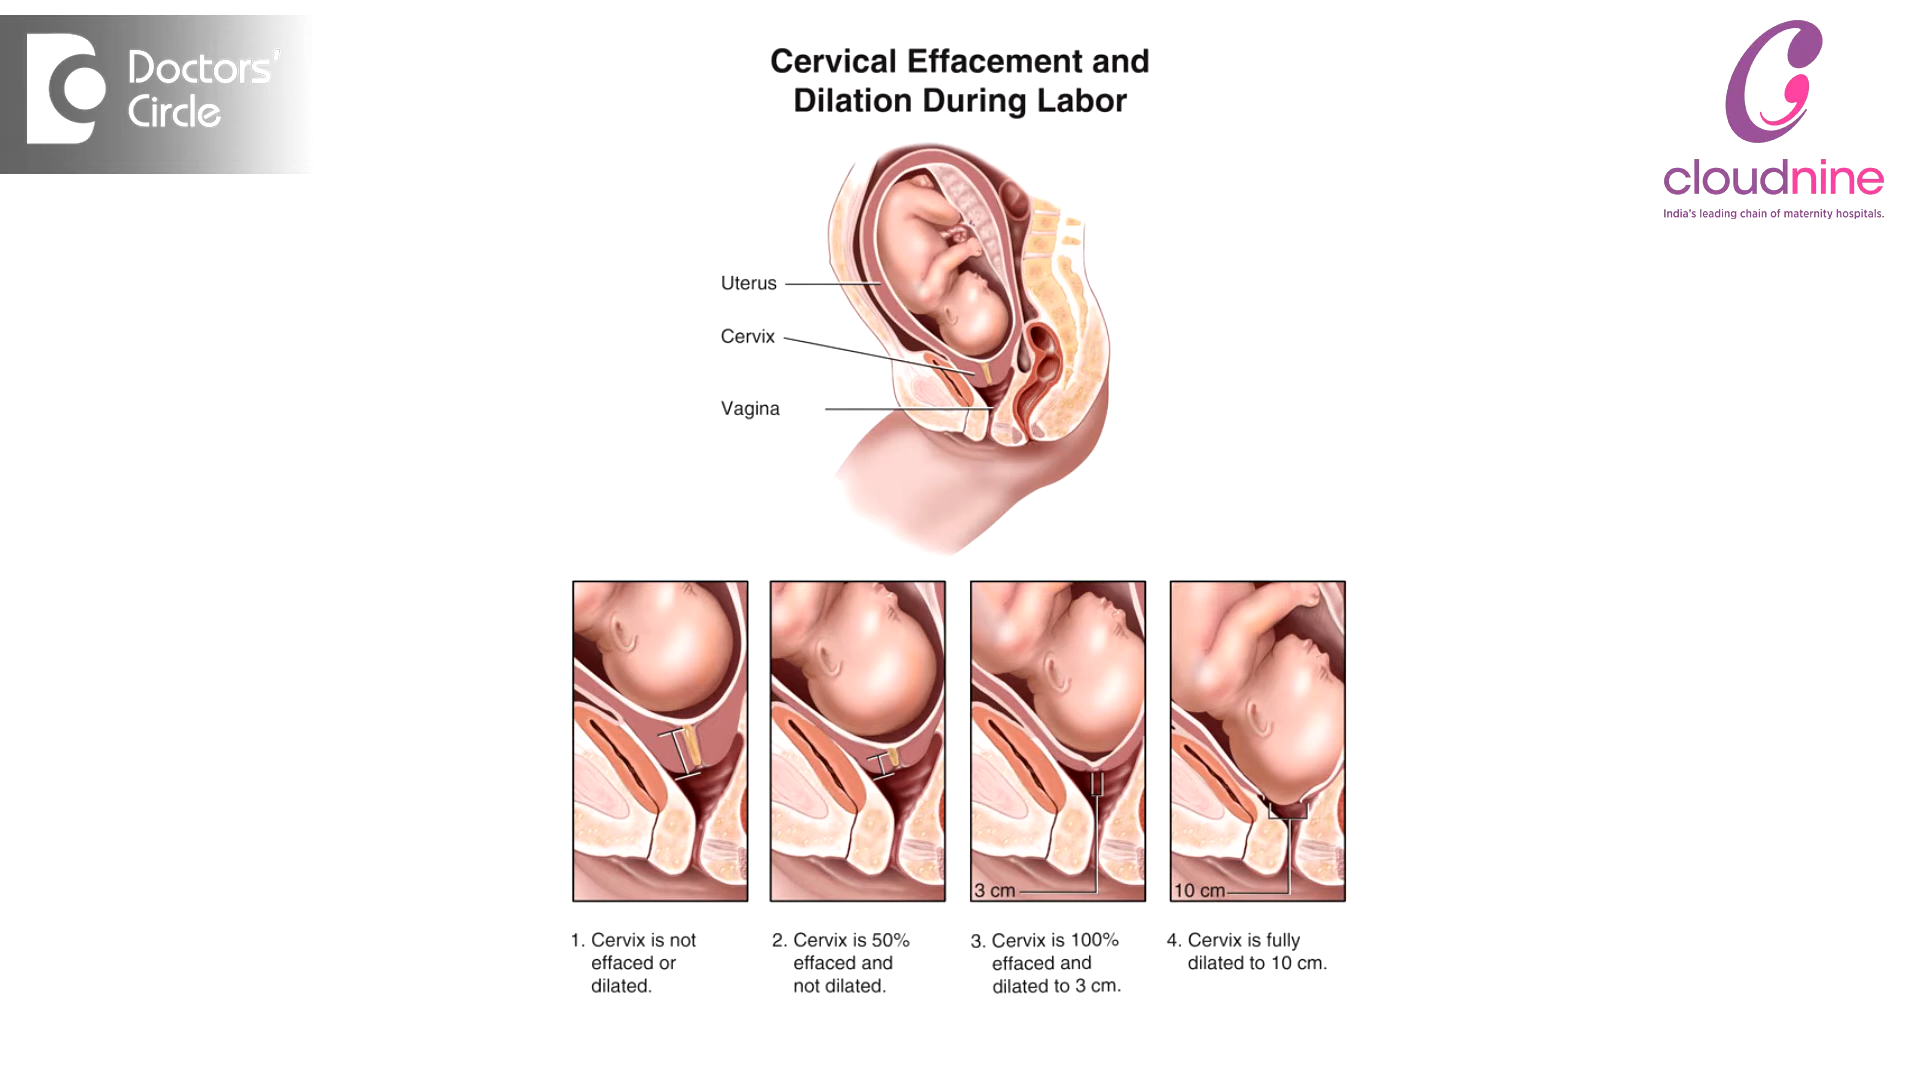 Doctors'
Circle
Cervical Effacement and
Dilation During Labor
cloudnine
India's leading chain of maternity hospitals.
Uterus
Cervix
Vagina
3 cm
10 cm
1. Cervix is not
effaced or
dilated.
2. Cervix is 50%
effaced and
not dilated.
3. Cervix is 100%
effaced and
dilated to 3 cm.
4. Cervix is fully
dilated to 10 cm.